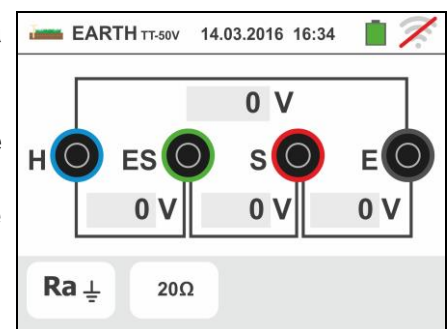 EARTH TT-50V 14.03.2016 16:34
0 V
H ES S E
0 V 0 V 0 V
Ra 20Ω